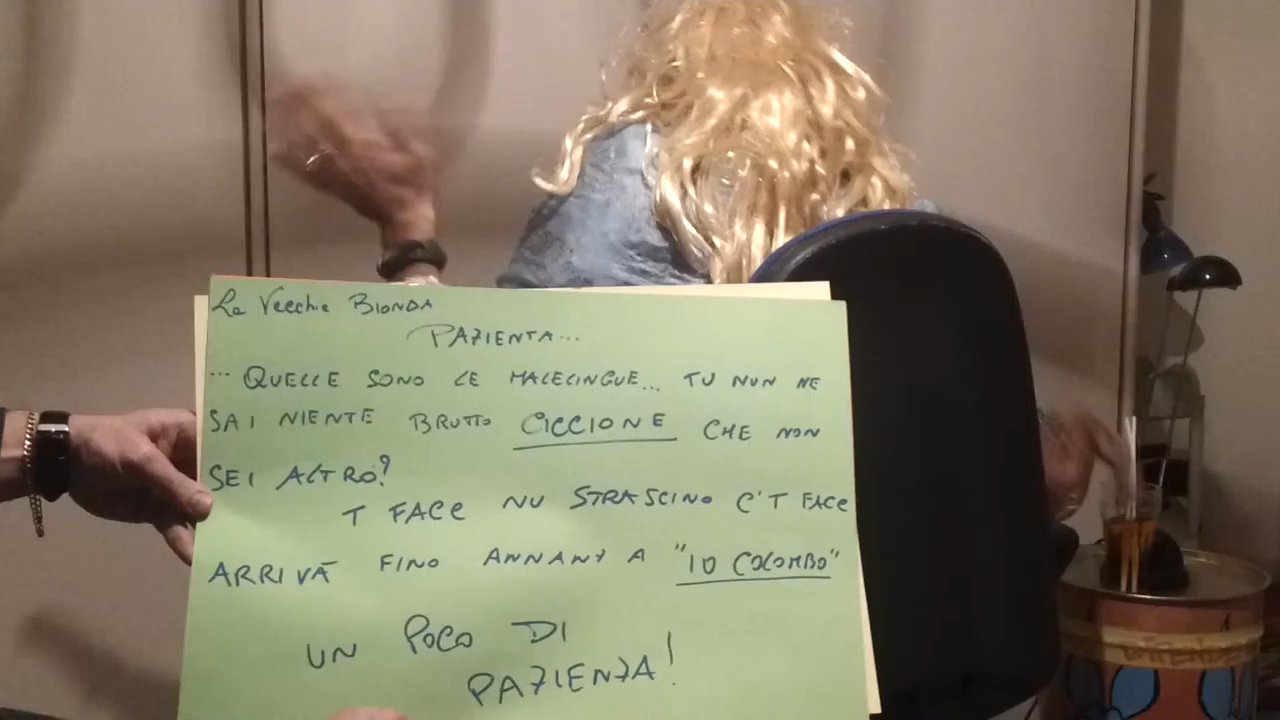 La Vecchia BIONDA
PAZIENTA...
... QUELLE SONO LE MALELINGUE... TU NUN NE
SAI NIENTE BRUTTO CICCIONE CHE NON
SEI ALTRO?
T FACE NU STRASCINO C'T FACE
ARRIVÀ FINO ANNANZ A "IO COLOMBO"
UN POCO DI
PAZIENZA!